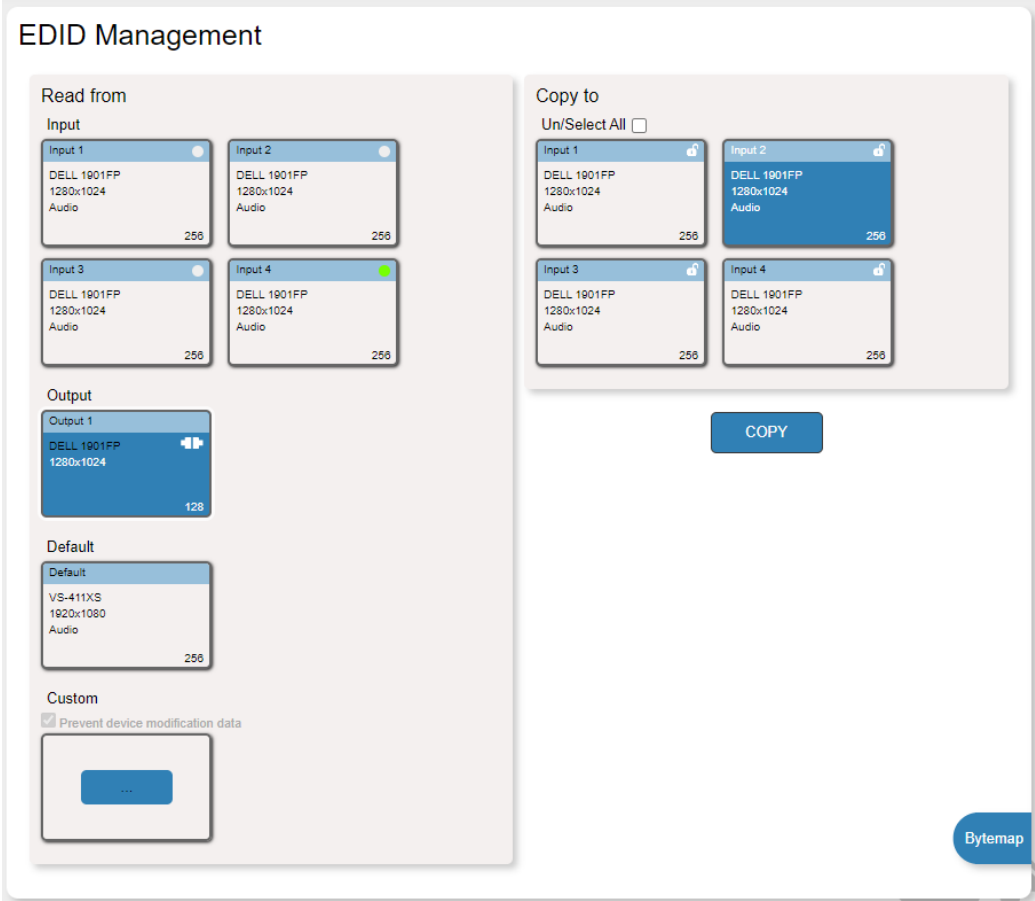 EDID Management
Read from
Input
Input 1
DELL 1901FP
1280x1024
Audio
256
Input 2
DELL 1901FP
1280x1024
Audio
256
Input 3
DELL 1901FP
1280x1024
Audio
256
Input 4
DELL 1901FP
1280x1024
Audio
256
Output
Output 1
DELL 1901FP
1280x1024
128
Default
Default
VS-411XS
1920x1080
Audio
256
Custom
Prevent device modification data
...
Copy to
Un/Select All
Input 1
DELL 1901FP
1280x1024
Audio
256
Input 2
DELL 1901FP
1280x1024
Audio
256
Input 3
DELL 1901FP
1280x1024
Audio
256
Input 4
DELL 1901FP
1280x1024
Audio
256
COPY
Bytemap